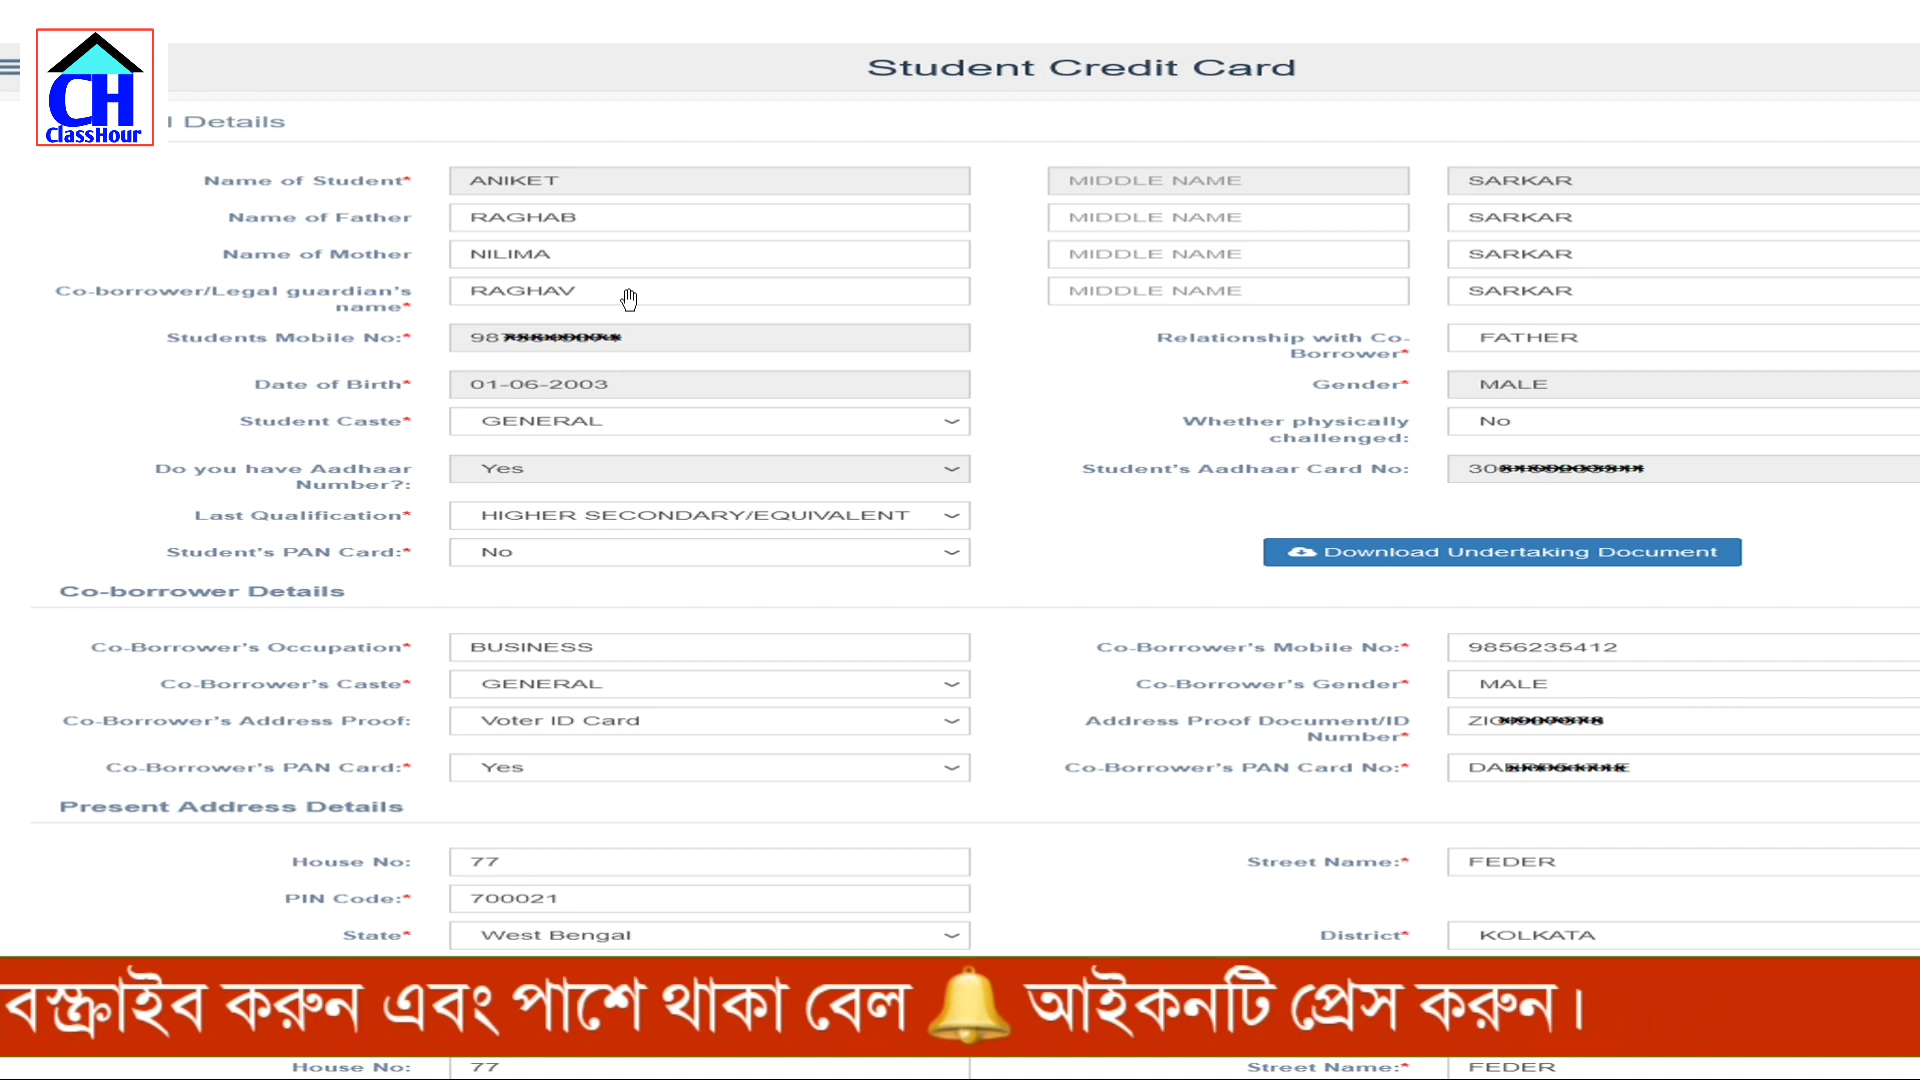 CH
ClassHour
Student Credit Card
l Details
Name of Student* ANIKET MIDDLE NAME SARKAR
Name of Father RAGHAB MIDDLE NAME SARKAR
Name of Mother NILIMA MIDDLE NAME SARKAR
Co-borrower/Legal guardian's name* RAGHAV MIDDLE NAME SARKAR
Students Mobile No:* 98 Relationship with Co-Borrower* FATHER
Date of Birth* 01-06-2003 Gender* MALE
Student Caste* GENERAL Whether physically challenged: No
Do you have Aadhaar Number?: Yes Student's Aadhaar Card No: 30
Last Qualification* HIGHER SECONDARY/EQUIVALENT
Student's PAN Card:* No Download Undertaking Document
Co-borrower Details
Co-Borrower's Occupation* BUSINESS Co-Borrower's Mobile No:* 9856235412
Co-Borrower's Caste* GENERAL Co-Borrower's Gender* MALE
Co-Borrower's Address Proof: Voter ID Card Address Proof Document/ID Number* ZI
Co-Borrower's PAN Card:* Yes Co-Borrower's PAN Card No:* DA
Present Address Details
House No: 77 Street Name:* FEDER
PIN Code:* 700021
State* West Bengal District* KOLKATA
বস্ক্রাইব করুন এবং পাশে থাকা বেল আইকনটি প্রেস করুন।
House No: 77 Street Name:* FEDER